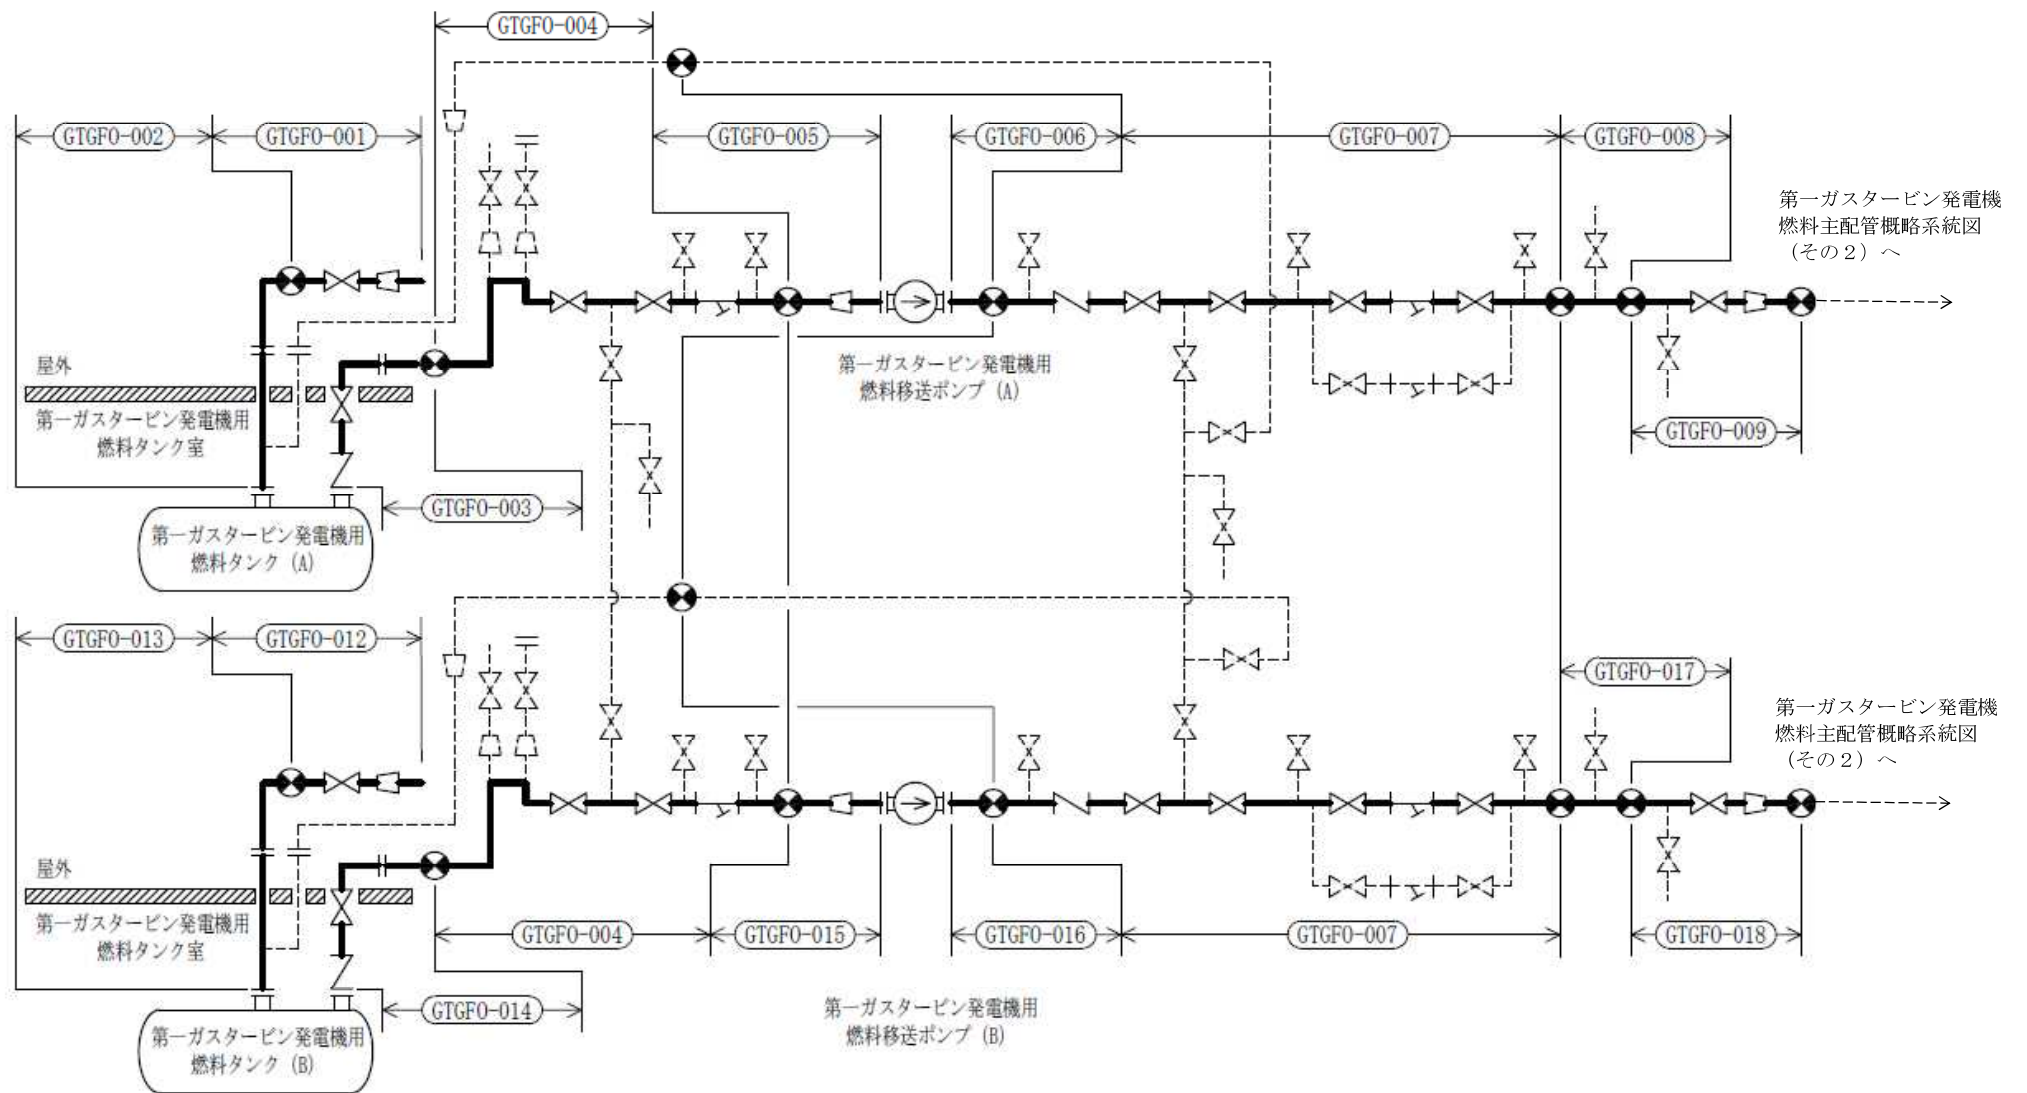 GTGFO-004
GTGFO-002
GTGFO-001
GTGFO-005
GTGFO-006
GTGFO-007
GTGFO-008
第一ガスタービン発電機
燃料主配管概略系統図
（その２）へ
屋外
第一ガスタービン発電機用
燃料タンク室
第一ガスタービン発電機用
燃料移送ポンプ (A)
GTGFO-009
GTGFO-003
第一ガスタービン発電機用
燃料タンク (A)
GTGFO-013
GTGFO-012
GTGFO-017
第一ガスタービン発電機
燃料主配管概略系統図
（その２）へ
屋外
第一ガスタービン発電機用
燃料タンク室
GTGFO-004
GTGFO-015
GTGFO-016
GTGFO-007
GTGFO-018
GTGFO-014
第一ガスタービン発電機用
燃料移送ポンプ (B)
第一ガスタービン発電機用
燃料タンク (B)